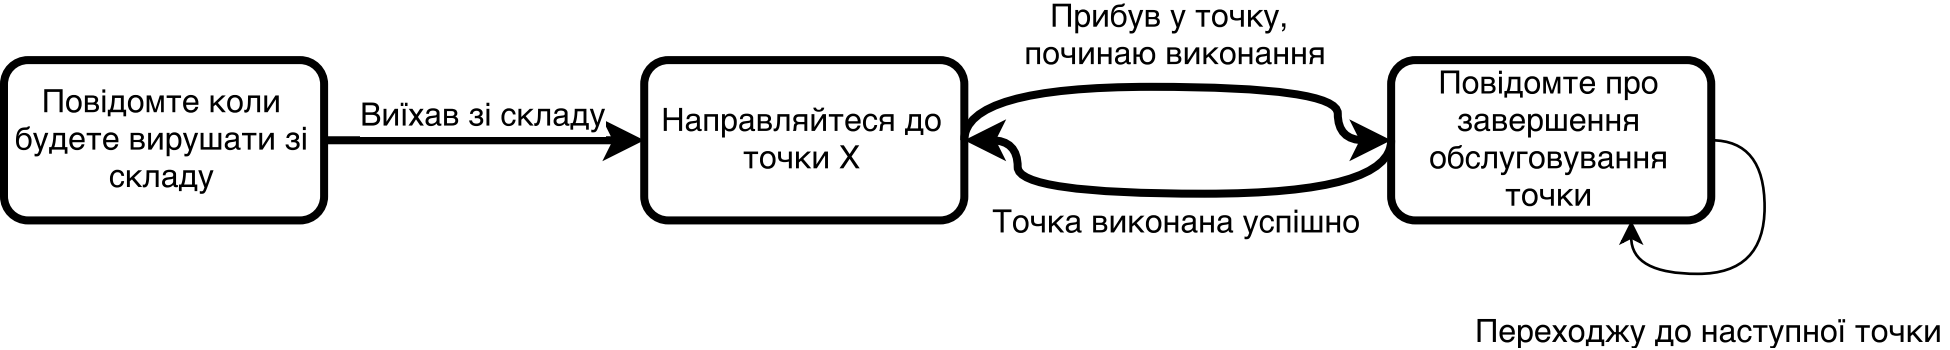 Повідомте коли
будете вирушати зі
складу
Виїхав зі складу
Направляйтеся до
точки X
Прибув у точку,
починаю виконання
Точка виконана успішно
Повідомте про
завершення
обслуговування
точки
Переходжу до наступної точки